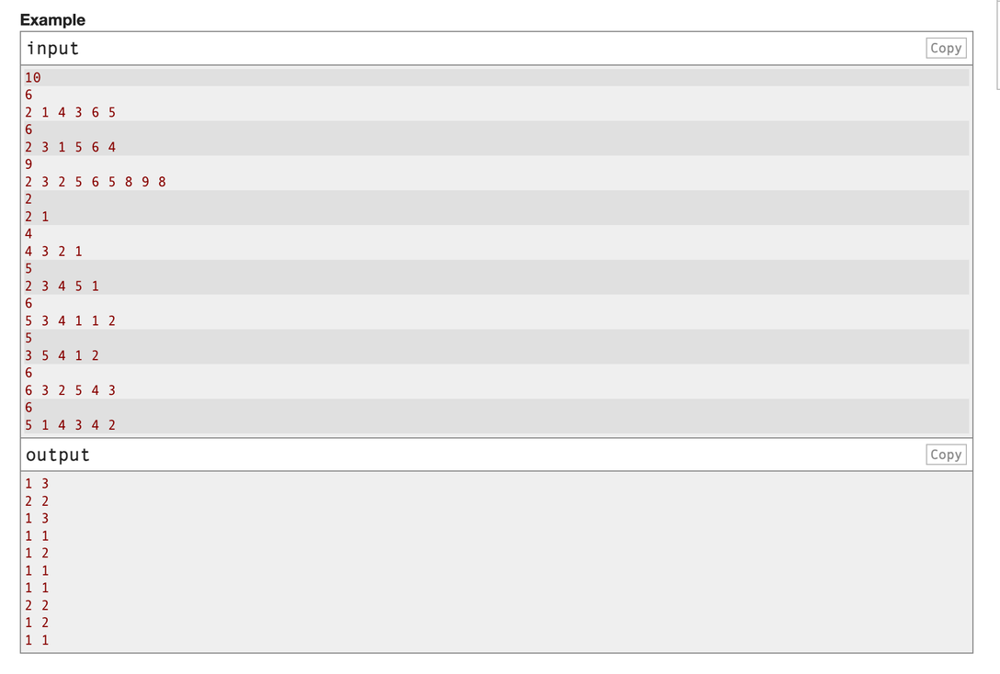 Example
input
Copy
10
6
2 1 4 3 6 5
6
2 3 1 5 6 4
9
2 3 2 5 6 5 8 9 8
2
2 1
4
4 3 2 1
5
2 3 4 5 1
6
5 3 4 1 1 2
5
3 5 4 1 2
6
6 3 2 5 4 3
6
5 1 4 3 4 2
output
Copy
1 3
2 2
1 3
1 1
1 2
1 1
1 1
2 2
1 2
1 1